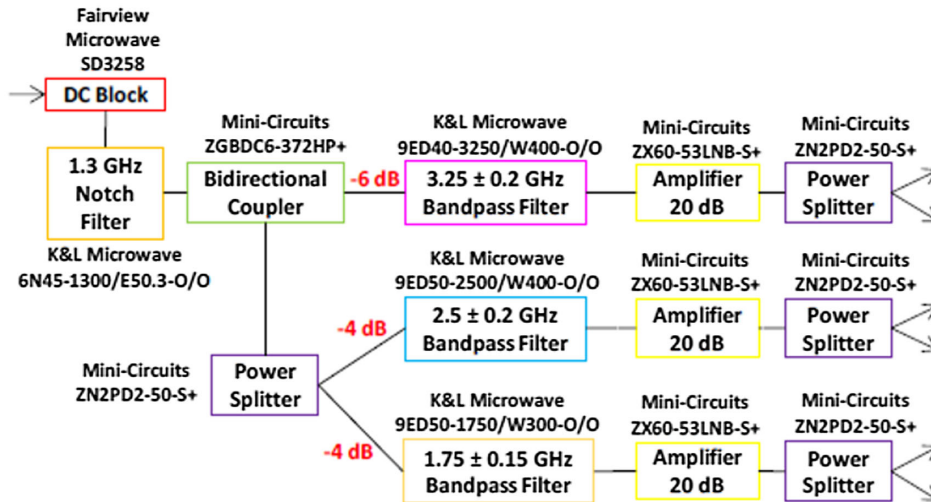 Fairview
Microwave
SD3258
DC Block
1.3 GHz
Notch
Filter
K&L Microwave
6N45-1300/E50.3-O/O
Mini-Circuits
ZGBDC6-372HP+
Bidirectional
Coupler
-6 dB
K&L Microwave
9ED40-3250/W400-O/O
3.25 ± 0.2 GHz
Bandpass Filter
Mini-Circuits
ZX60-53LNB-S+
Amplifier
20 dB
Mini-Circuits
ZN2PD2-50-S+
Power
Splitter
Mini-Circuits
ZN2PD2-50-S+
Power
Splitter
-4 dB
K&L Microwave
9ED50-2500/W400-O/O
2.5 ± 0.2 GHz
Bandpass Filter
Mini-Circuits
ZX60-53LNB-S+
Amplifier
20 dB
Mini-Circuits
ZN2PD2-50-S+
Power
Splitter
-4 dB
K&L Microwave
9ED50-1750/W300-O/O
1.75 ± 0.15 GHz
Bandpass Filter
Mini-Circuits
ZX60-53LNB-S+
Amplifier
20 dB
Mini-Circuits
ZN2PD2-50-S+
Power
Splitter